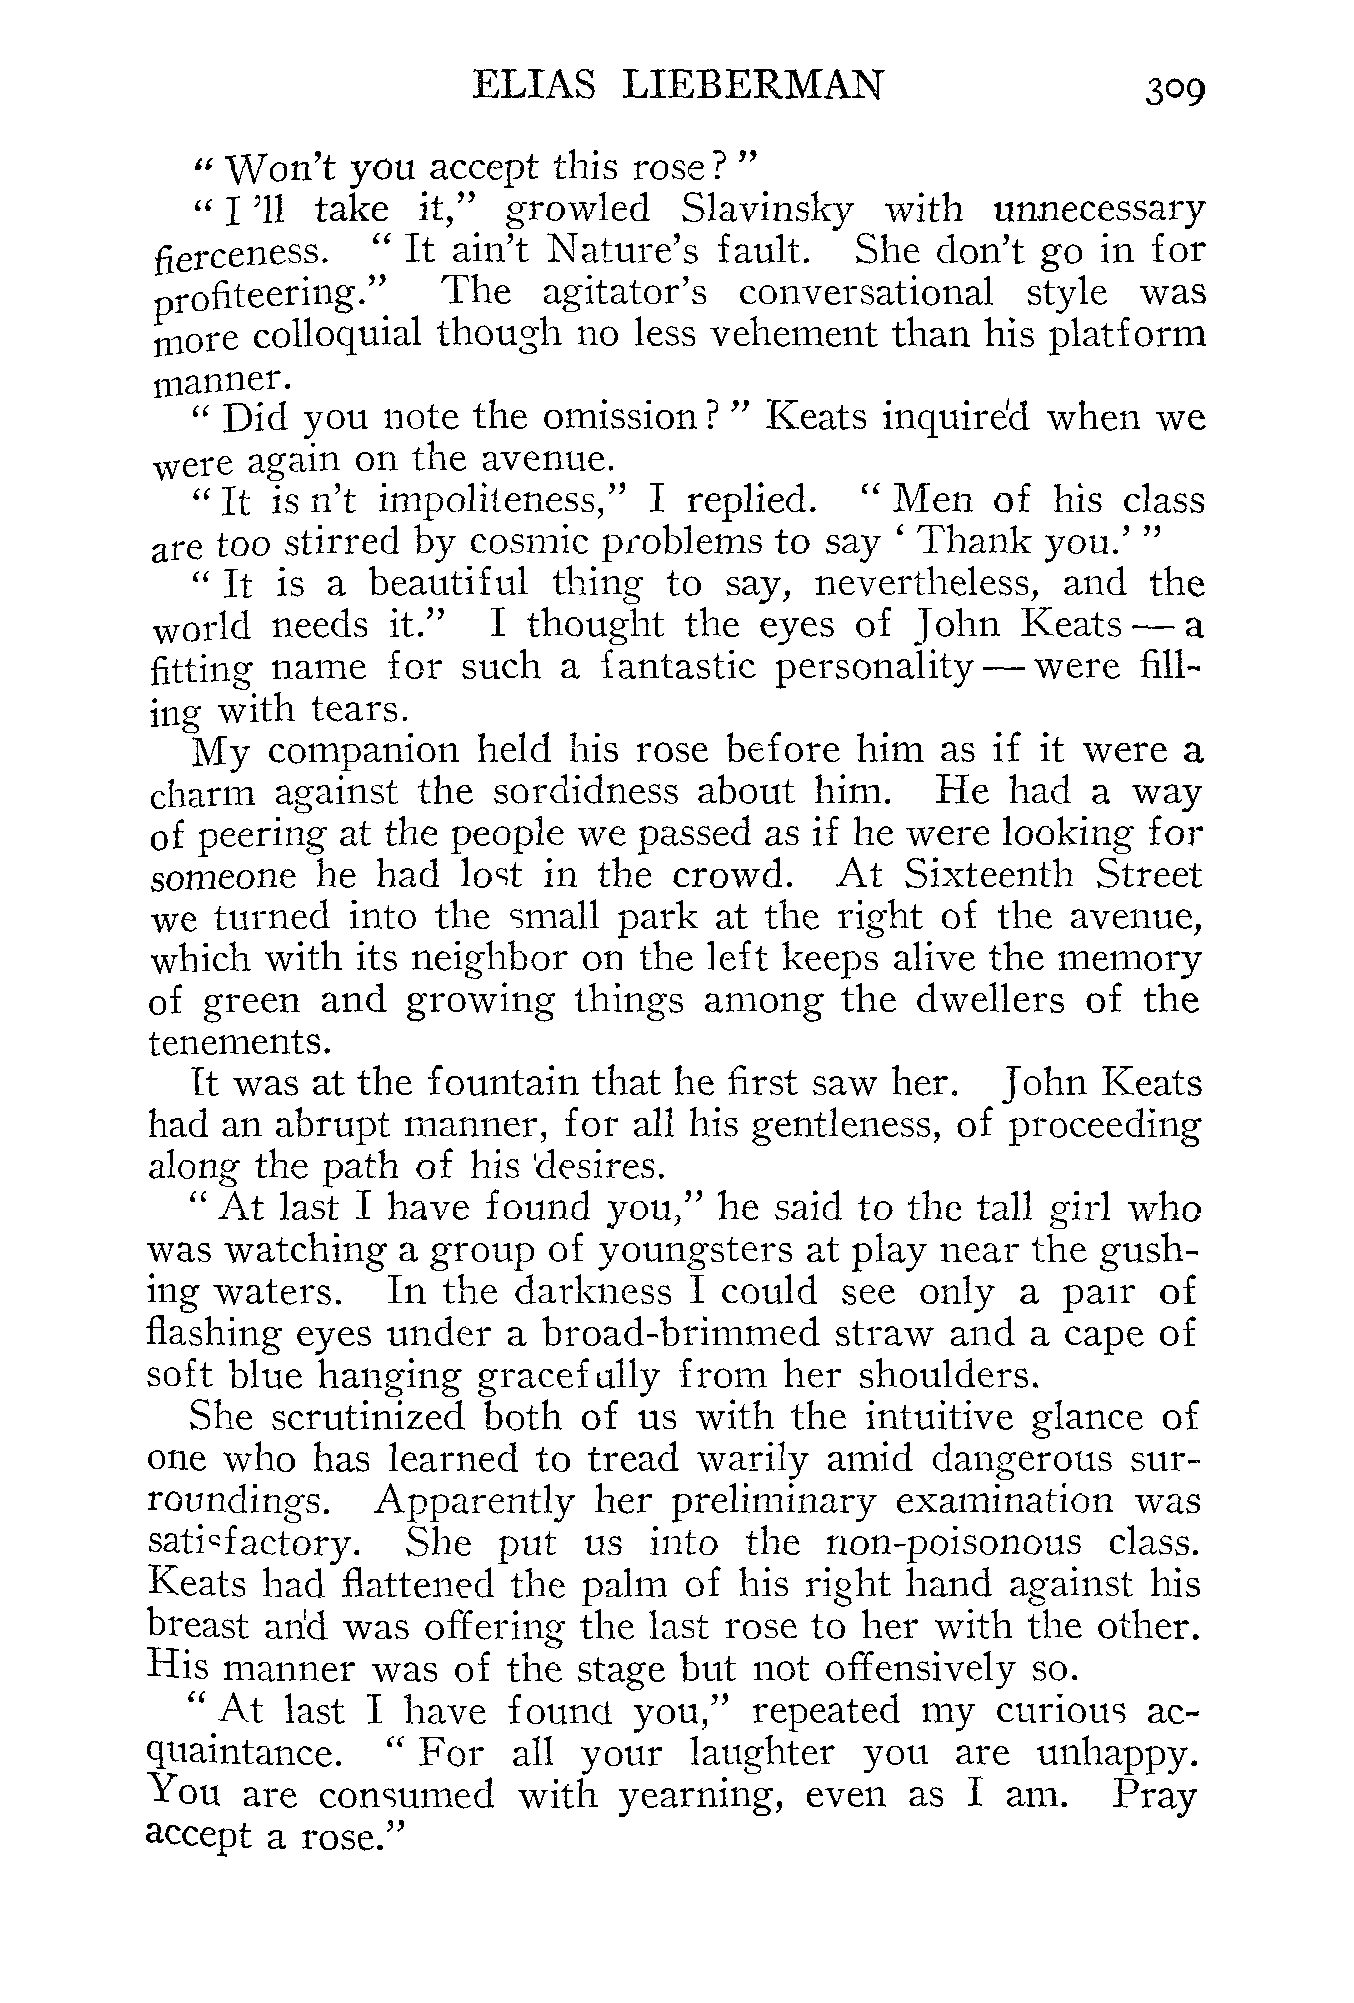 ELIAS LIEBERMAN 309
" Won't you accept this rose? "
" I 'll take it," growled Slavinsky with unnecessary
fierceness. " It ain't Nature's fault. She don't go in for
profiteering." The agitator's conversational style was
more colloquial though no less vehement than his platform
manner.
" Did you note the omission? " Keats inquired when we
were again on the avenue.
" It is n't impoliteness," I replied. " Men of his class
are too stirred by cosmic problems to say ' Thank you.' "
" It is a beautiful thing to say, nevertheless, and the
world needs it." I thought the eyes of John Keats — a
fitting name for such a fantastic personality — were fill-
ing with tears.
My companion held his rose before him as if it were a
charm against the sordidness about him. He had a way
of peering at the people we passed as if he were looking for
someone he had lost in the crowd. At Sixteenth Street
we turned into the small park at the right of the avenue,
which with its neighbor on the left keeps alive the memory
of green and growing things among the dwellers of the
tenements.
It was at the fountain that he first saw her. John Keats
had an abrupt manner, for all his gentleness, of proceeding
along the path of his desires.
" At last I have found you," he said to the tall girl who
was watching a group of youngsters at play near the gush-
ing waters. In the darkness I could see only a pair of
flashing eyes under a broad-brimmed straw and a cape of
soft blue hanging gracefully from her shoulders.
She scrutinized both of us with the intuitive glance of
one who has learned to tread warily amid dangerous sur-
roundings. Apparently her preliminary examination was
satisfactory. She put us into the non-poisonous class.
Keats had flattened the palm of his right hand against his
breast and was offering the last rose to her with the other.
His manner was of the stage but not offensively so.
" At last I have found you," repeated my curious ac-
quaintance. " For all your laughter you are unhappy.
You are consumed with yearning, even as I am. Pray
accept a rose."